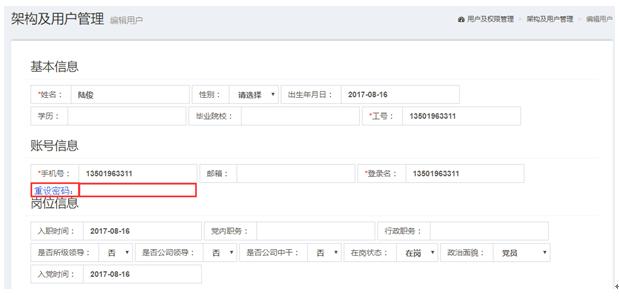 架构及用户管理 编辑用户 用户及权限管理 > 架构及用户管理 > 编辑用户
基本信息
*姓名： 陆俊 性别： 请选择 出生年月日： 2017-08-16
学历： 毕业院校： *工号： 13501963311
账号信息
*手机号： 13501963311 邮箱： *登录名： 13501963311
重设密码：
岗位信息
入职时间： 2017-08-16 党内职务： 行政职务：
是否所级领导： 否 是否公司领导： 否 是否公司中干： 否 在岗状态： 在岗 政治面貌： 党员
入党时间： 2017-08-16